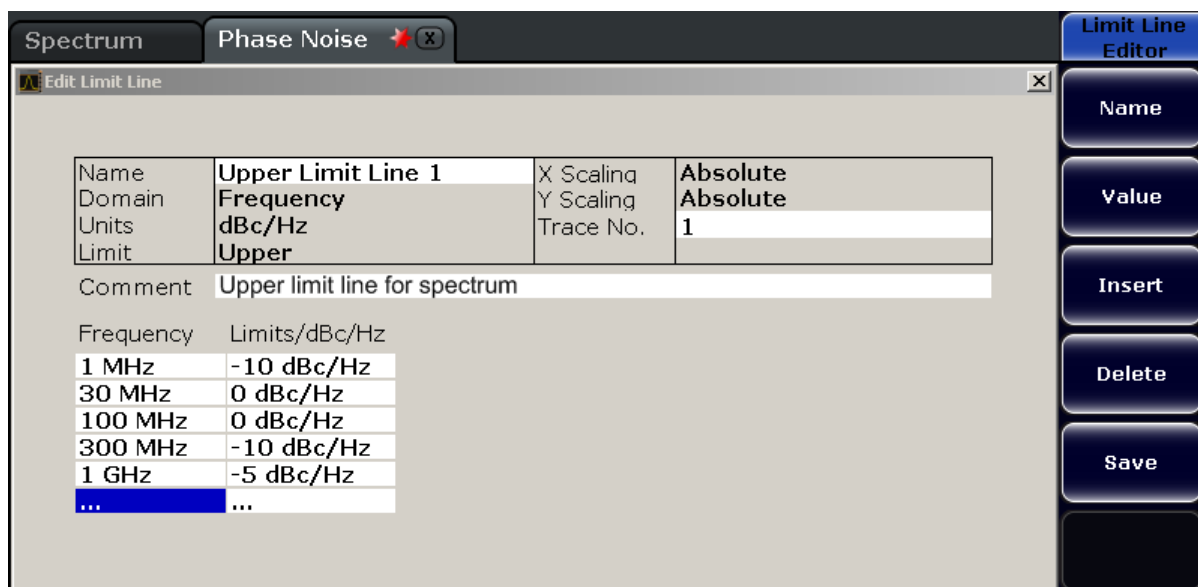 Spectrum
Phase Noise
Limit Line
Editor
Edit Limit Line
Name
Name Upper Limit Line 1 X Scaling Absolute
Domain Frequency Y Scaling Absolute
Units dBc/Hz Trace No. 1
Limit Upper
Value
Comment Upper limit line for spectrum
Insert
Frequency Limits/dBc/Hz
1 MHz -10 dBc/Hz
30 MHz 0 dBc/Hz
100 MHz 0 dBc/Hz
300 MHz -10 dBc/Hz
1 GHz -5 dBc/Hz
... ...
Delete
Save